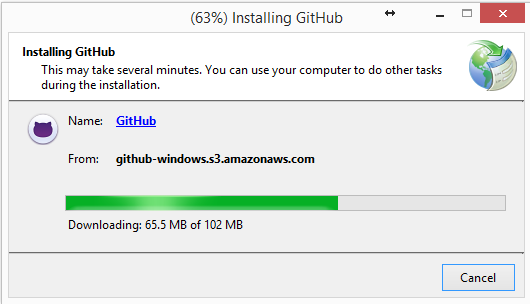 (63%) Installing GitHub
Installing GitHub
This may take several minutes. You can use your computer to do other tasks
during the installation.
Name: GitHub
From: github-windows.s3.amazonaws.com
Downloading: 65.5 MB of 102 MB
Cancel